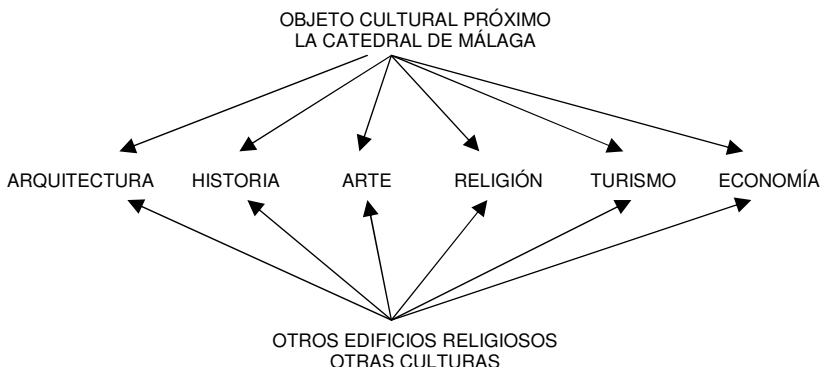 OBJETO CULTURAL PRÓXIMO
LA CATEDRAL DE MÁLAGA
ARQUITECTURA HISTORIA ARTE RELIGIÓN TURISMO ECONOMÍA
OTROS EDIFICIOS RELIGIOSOS
OTRAS CULTURAS